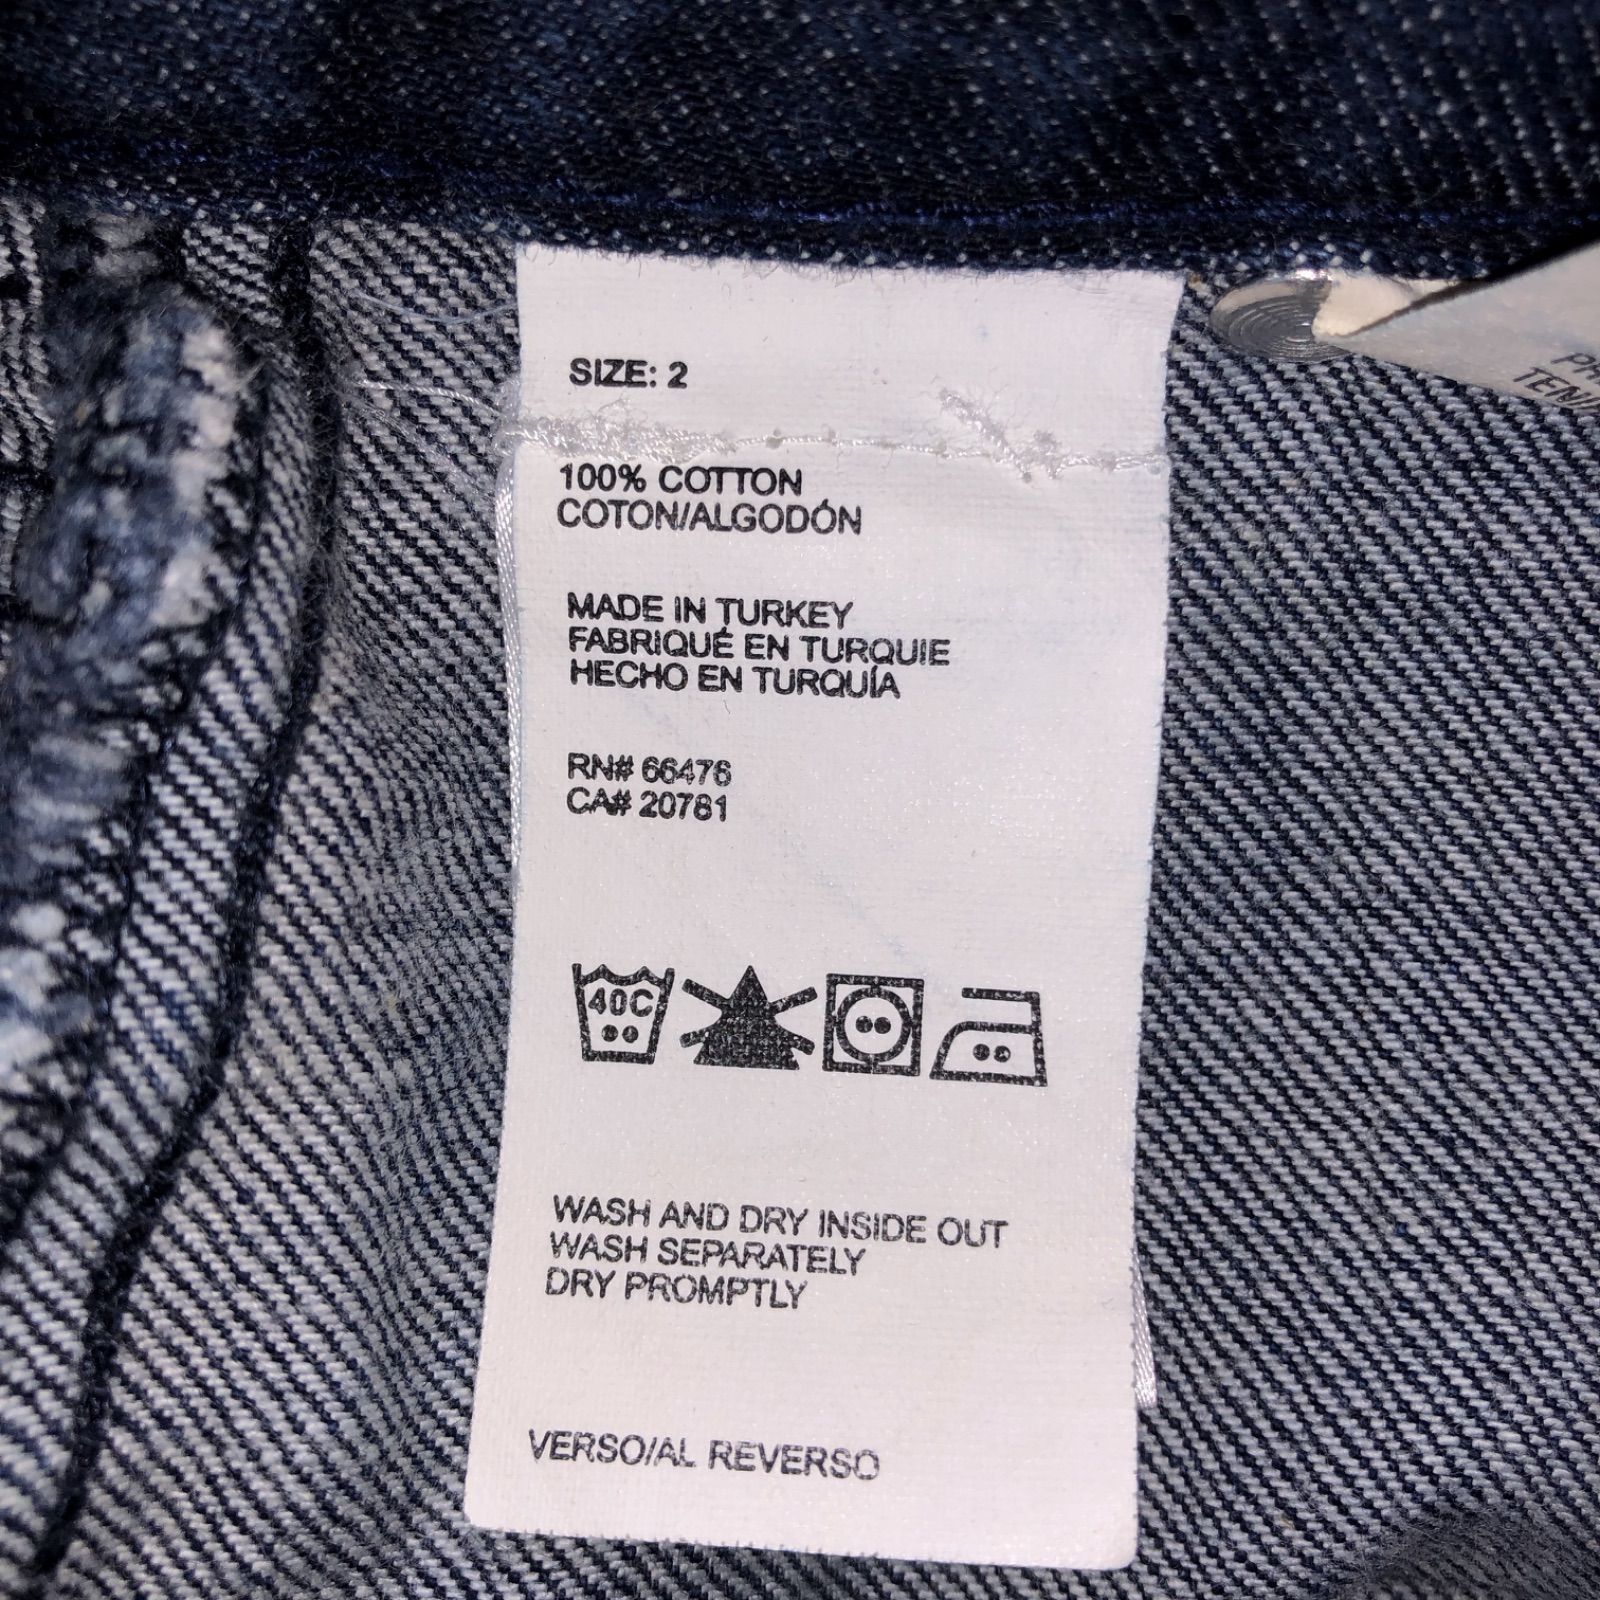 SIZE: 2
100% COTTON
COTON/ALGODÓN
MADE IN TURKEY
FABRIQUÉ EN TURQUIE
HECHO EN TURQUÍA
RN# 66476
CA# 20781
40C
WASH AND DRY INSIDE OUT
WASH SEPARATELY
DRY PROMPTLY
VERSO/AL REVERSO